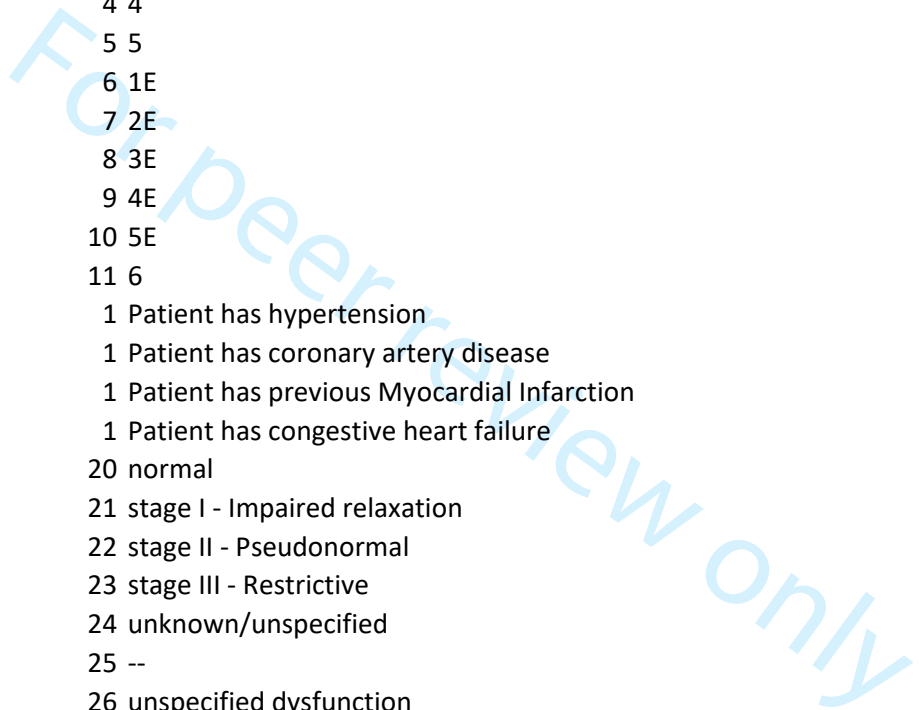 4 4
5 5
6 1E
7 2E
8 3E
9 4E
10 5E
11 6
1 Patient has hypertension
1 Patient has coronary artery disease
1 Patient has previous Myocardial Infarction
1 Patient has congestive heart failure
20 normal
21 stage I - Impaired relaxation
22 stage II - Pseudonormal
23 stage III - Restrictive
24 unknown/unspecified
25 --
26 unspecified dysfunction
For peer review only